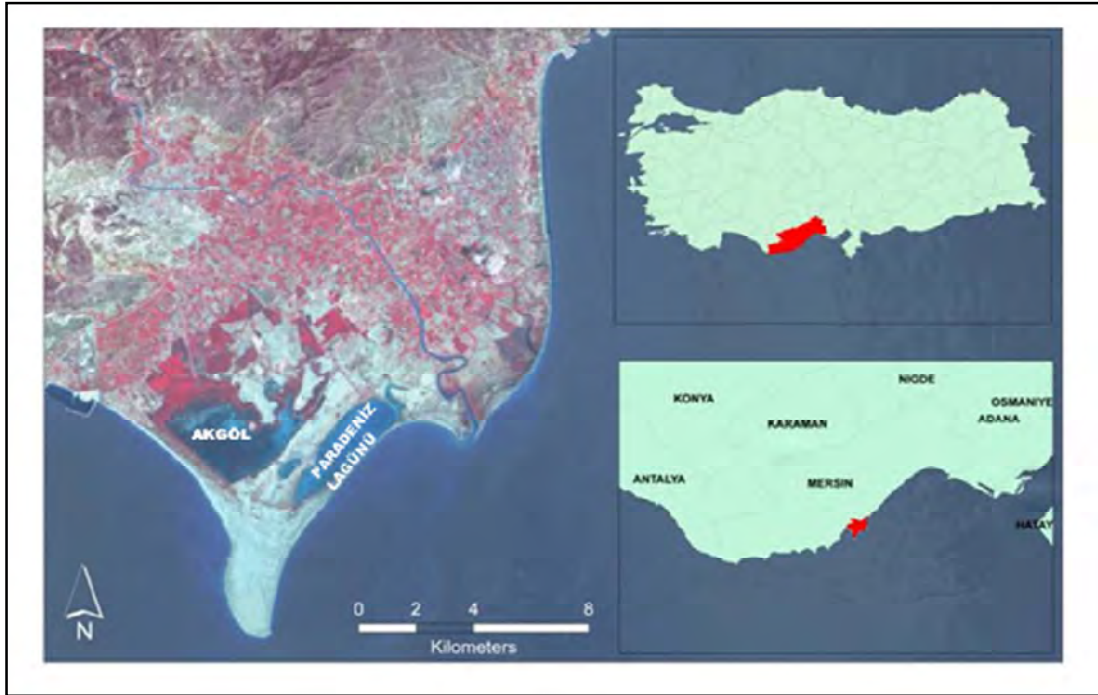 AKGÖL
PARADENİZ
LAGÜNÜ
N
0 2 4 8
Kilometers
NIGDE
KONYA
OSMANIYE
KARAMAN
ADANA
ANTALYA
MERSIN
HATAY